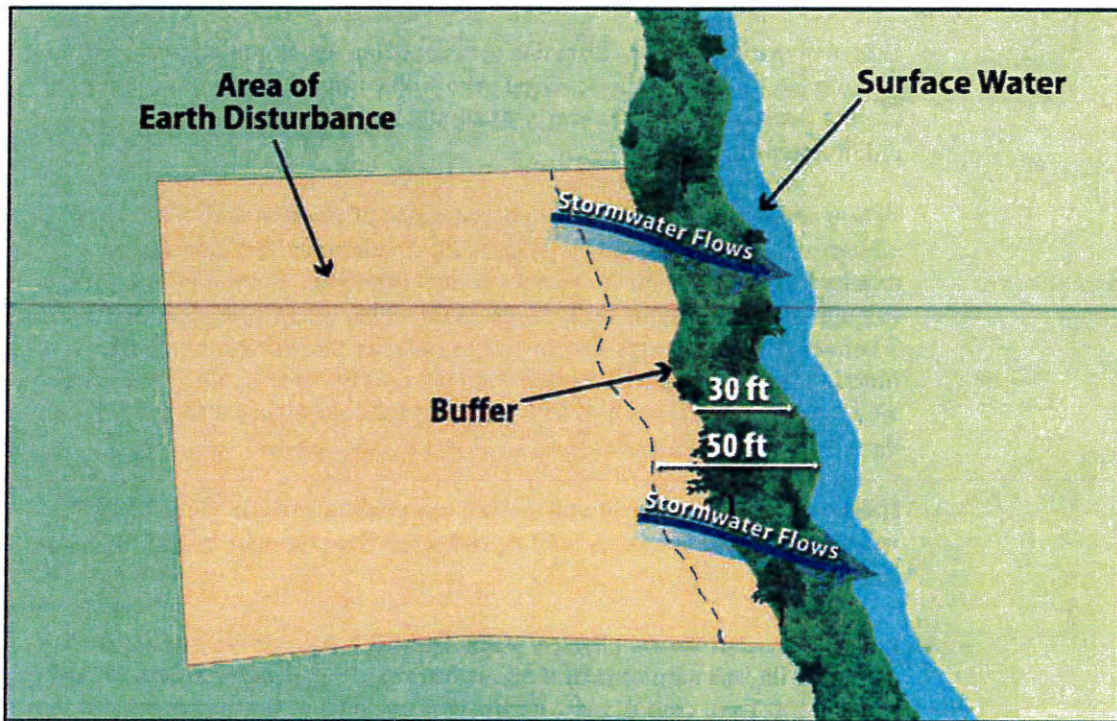 Area of
Earth Disturbance
Surface Water
Stormwater Flows
Buffer
30 ft
50 ft
Stormwater Flows